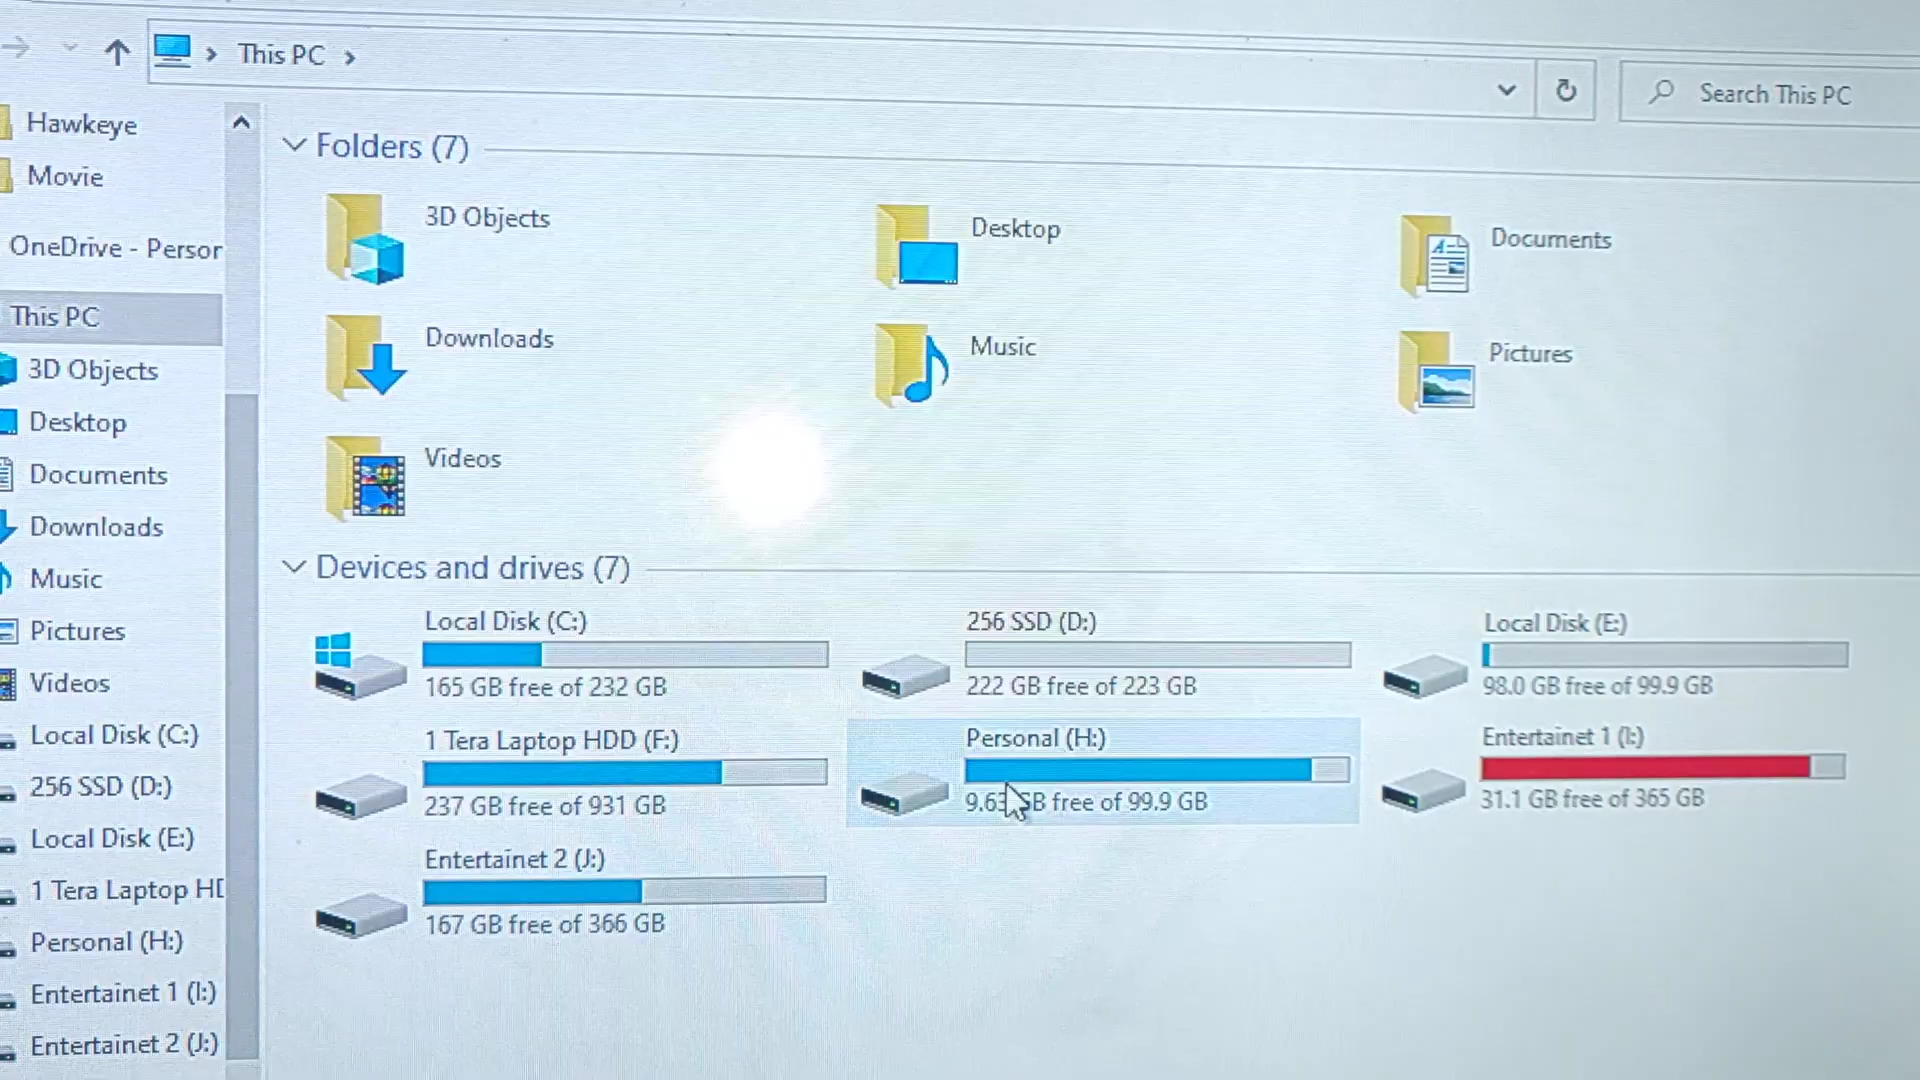 This PC
Search This PC
Hawkeye
Movie
OneDrive - Person
This PC
3D Objects
Desktop
Documents
Downloads
Music
Pictures
Videos
Local Disk (C:)
256 SSD (D:)
Local Disk (E:)
1 Tera Laptop HD
Personal (H:)
Entertainet 1 (I:)
Entertainet 2 (J:)
Folders (7)
3D Objects
Desktop
Documents
Downloads
Music
Pictures
Videos
Devices and drives (7)
Local Disk (C:)
165 GB free of 232 GB
256 SSD (D:)
222 GB free of 223 GB
Local Disk (E:)
98.0 GB free of 99.9 GB
1 Tera Laptop HDD (F:)
237 GB free of 931 GB
Personal (H:)
9.63 GB free of 99.9 GB
Entertainet 1 (I:)
31.1 GB free of 365 GB
Entertainet 2 (J:)
167 GB free of 366 GB